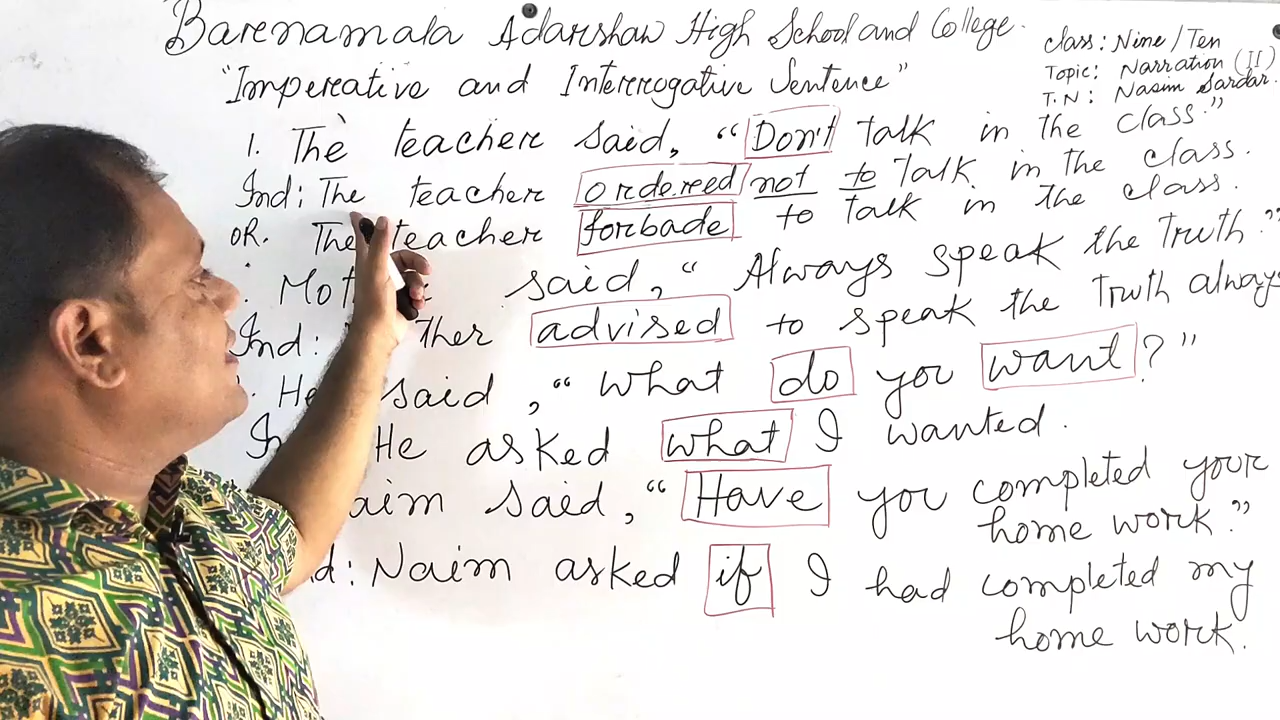 Barenamala Adarshaw High School and College.
Class: Nine/Ten
Topic: Narration (II)
T.N: Nasim Sardar.
"Imperative and Interrogative Sentence"
1. The teacher said, "Don't talk in the class."
Ind: The teacher ordered not to talk in the class.
OR. The teacher forbade to talk in the class.
said, "Always speak the truth."
Ind: ther advised to speak the truth always
He said, "What do you want?"
He asked what I wanted.
aim said, "Have you completed your
home work."
d: Naim asked if I had completed my
home work.